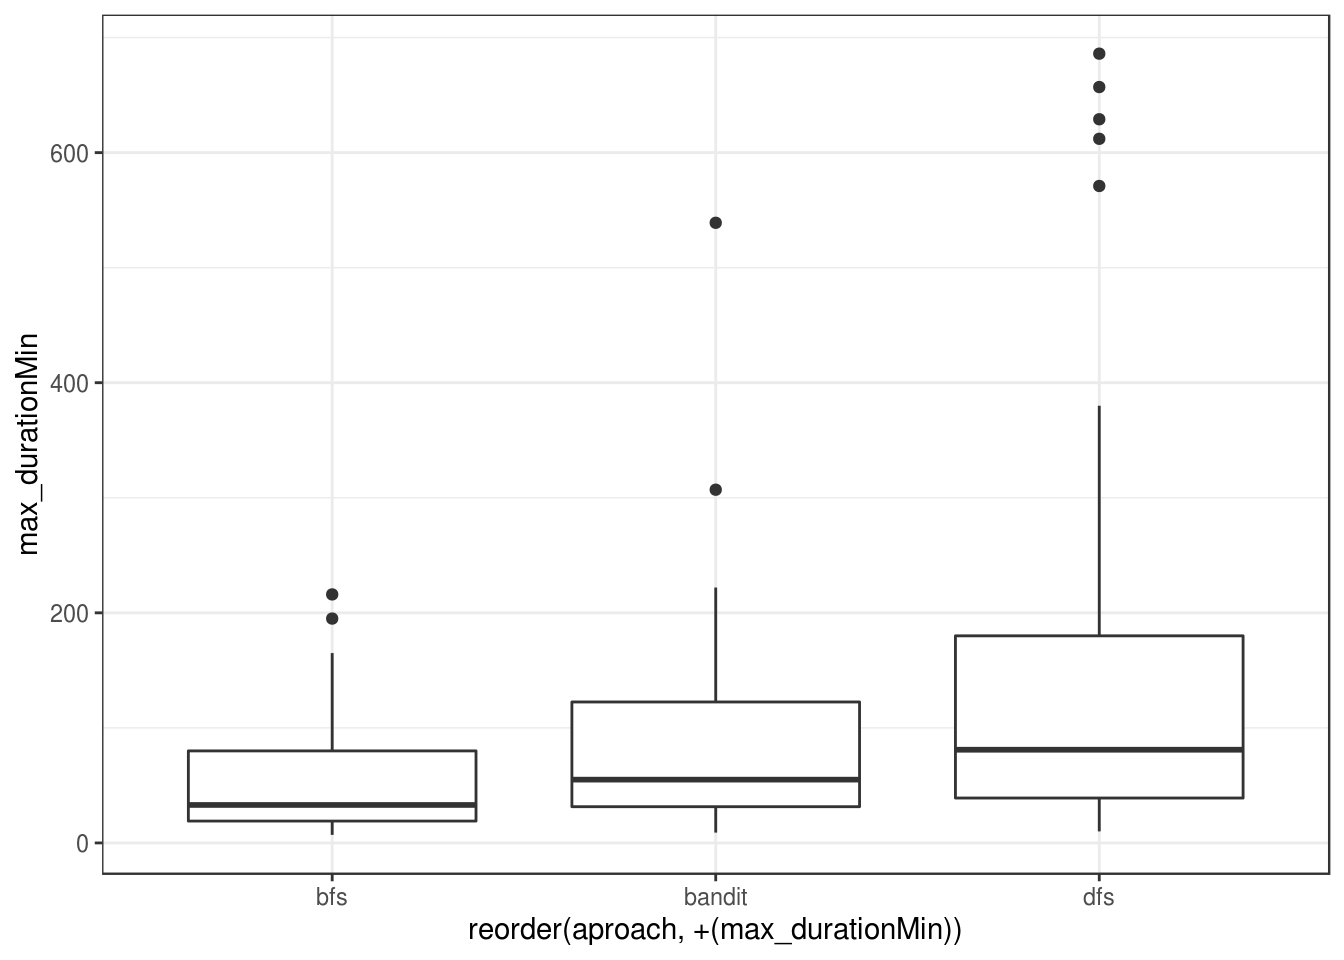 max_durationMin
600
400
200
0
bfs bandit dfs
reorder(aproach, +(max_durationMin))